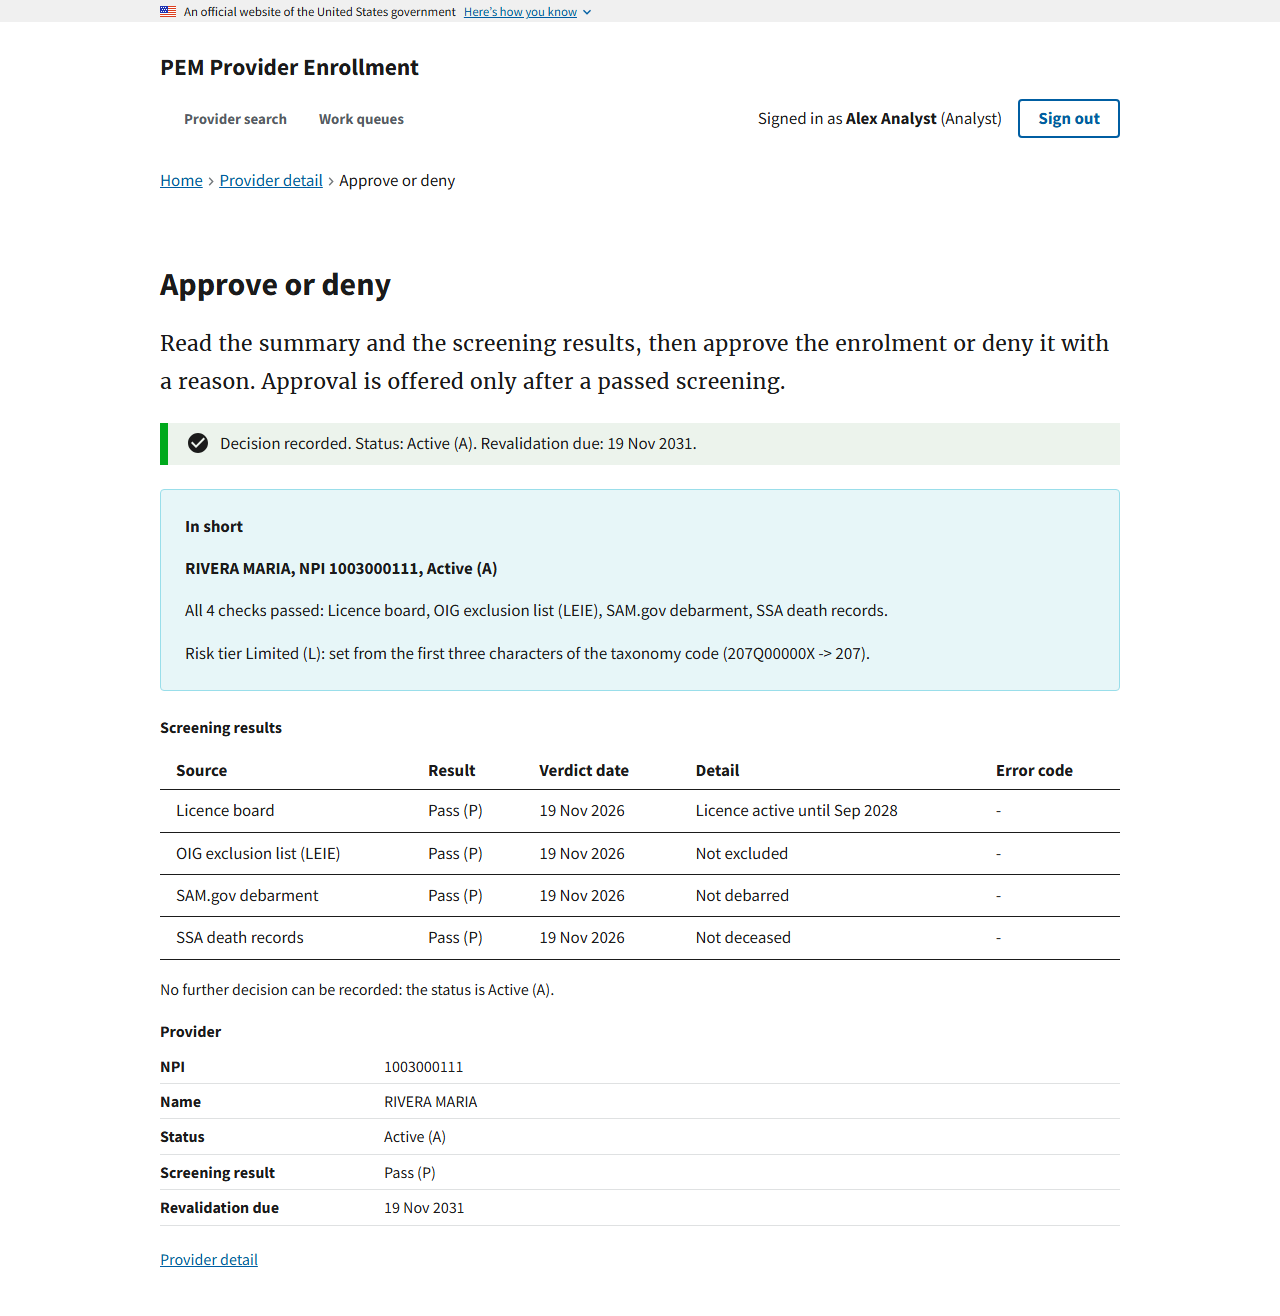 An official website of the United States government Here's how you know
PEM Provider Enrollment
Provider search Work queues Signed in as Alex Analyst (Analyst) Sign out
Home › Provider detail › Approve or deny
Approve or deny
Read the summary and the screening results, then approve the enrolment or deny it with
a reason. Approval is offered only after a passed screening.
Decision recorded. Status: Active (A). Revalidation due: 19 Nov 2031.
In short
RIVERA MARIA, NPI 1003000111, Active (A)
All 4 checks passed: Licence board, OIG exclusion list (LEIE), SAM.gov debarment, SSA death records.
Risk tier Limited (L): set from the first three characters of the taxonomy code (207Q00000X -> 207).
Screening results
Source Result Verdict date Detail Error code
Licence board Pass (P) 19 Nov 2026 Licence active until Sep 2028 -
OIG exclusion list (LEIE) Pass (P) 19 Nov 2026 Not excluded -
SAM.gov debarment Pass (P) 19 Nov 2026 Not debarred -
SSA death records Pass (P) 19 Nov 2026 Not deceased -
No further decision can be recorded: the status is Active (A).
Provider
NPI 1003000111
Name RIVERA MARIA
Status Active (A)
Screening result Pass (P)
Revalidation due 19 Nov 2031
Provider detail